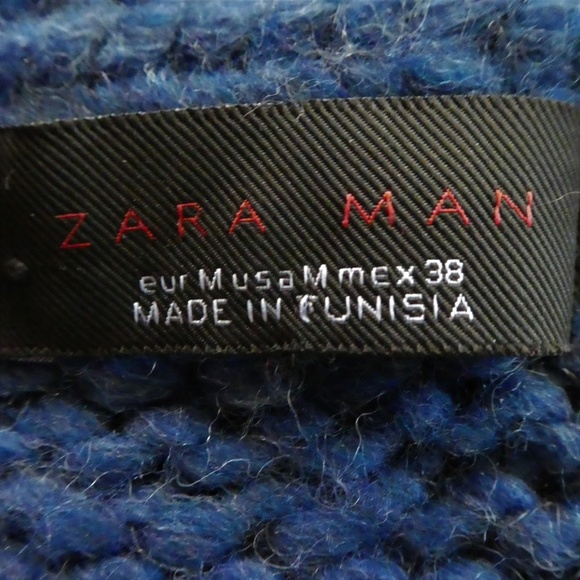 ZARA MAN
eur M usa M mex 38
MADE IN TUNISIA